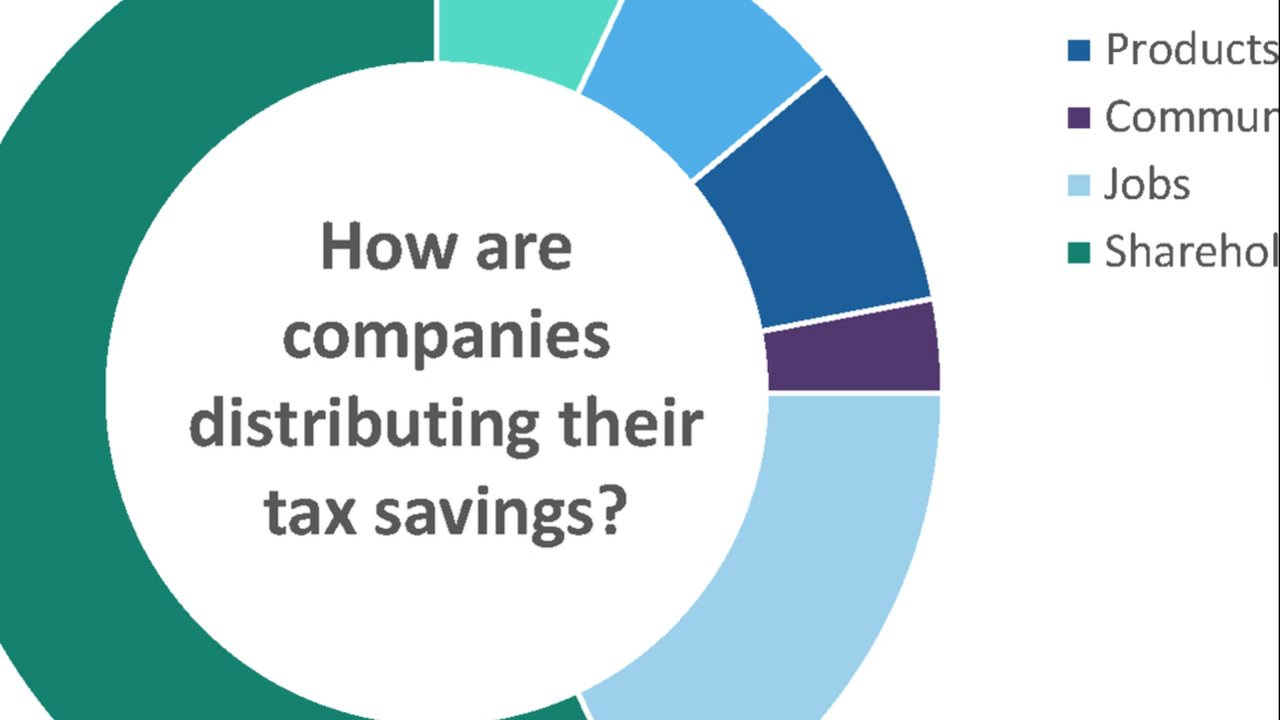 How are
companies
distributing their
tax savings?
Products
Commun
Jobs
Sharehol